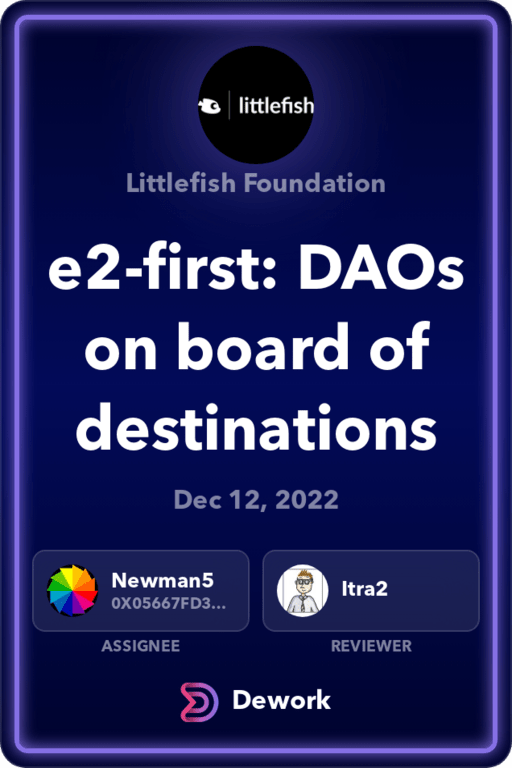 littlefish
Littlefish Foundation
e2-first: DAOs
on board of
destinations
Dec 12, 2022
Newman5
0X05667FD3...
ASSIGNEE
Itra2
REVIEWER
Dework